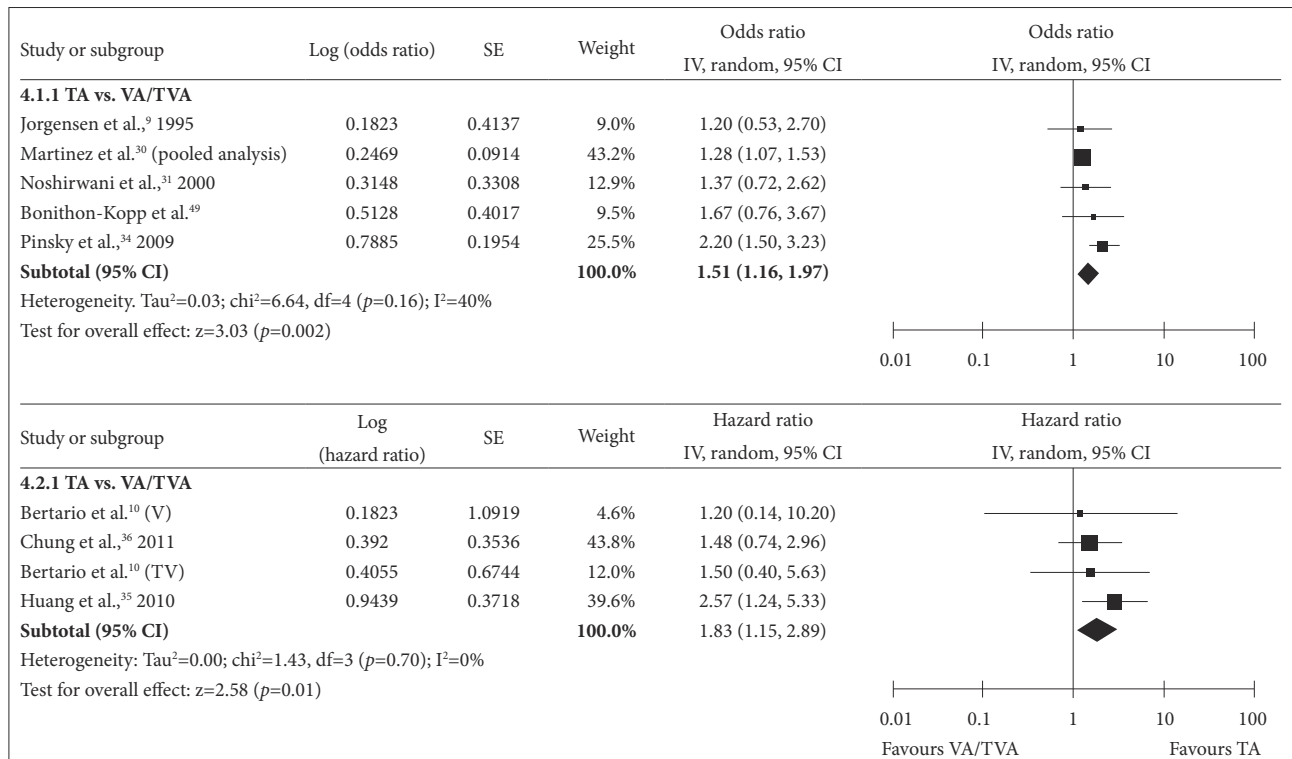 Study or subgroup Log (odds ratio) SE Weight Odds ratio IV, random, 95% CI Odds ratio IV, random, 95% CI
4.1.1 TA vs. VA/TVA
Jorgensen et al.,⁹ 1995 0.1823 0.4137 9.0% 1.20 (0.53, 2.70)
Martinez et al.³⁰ (pooled analysis) 0.2469 0.0914 43.2% 1.28 (1.07, 1.53)
Noshirwani et al.,³¹ 2000 0.3148 0.3308 12.9% 1.37 (0.72, 2.62)
Bonithon-Kopp et al.⁴⁹ 0.5128 0.4017 9.5% 1.67 (0.76, 3.67)
Pinsky et al.,³⁴ 2009 0.7885 0.1954 25.5% 2.20 (1.50, 3.23)
Subtotal (95% CI) 100.0% 1.51 (1.16, 1.97)
Heterogeneity. Tau²=0.03; chi²=6.64, df=4 (p=0.16); I²=40%
Test for overall effect: z=3.03 (p=0.002)
0.01 0.1 1 10 100
Study or subgroup Log (hazard ratio) SE Weight Hazard ratio IV, random, 95% CI Hazard ratio IV, random, 95% CI
4.2.1 TA vs. VA/TVA
Bertario et al.¹⁰ (V) 0.1823 1.0919 4.6% 1.20 (0.14, 10.20)
Chung et al.,³⁶ 2011 0.392 0.3536 43.8% 1.48 (0.74, 2.96)
Bertario et al.¹⁰ (TV) 0.4055 0.6744 12.0% 1.50 (0.40, 5.63)
Huang et al.,³⁵ 2010 0.9439 0.3718 39.6% 2.57 (1.24, 5.33)
Subtotal (95% CI) 100.0% 1.83 (1.15, 2.89)
Heterogeneity: Tau²=0.00; chi²=1.43, df=3 (p=0.70); I²=0%
Test for overall effect: z=2.58 (p=0.01)
0.01 0.1 1 10 100
Favours VA/TVA Favours TA